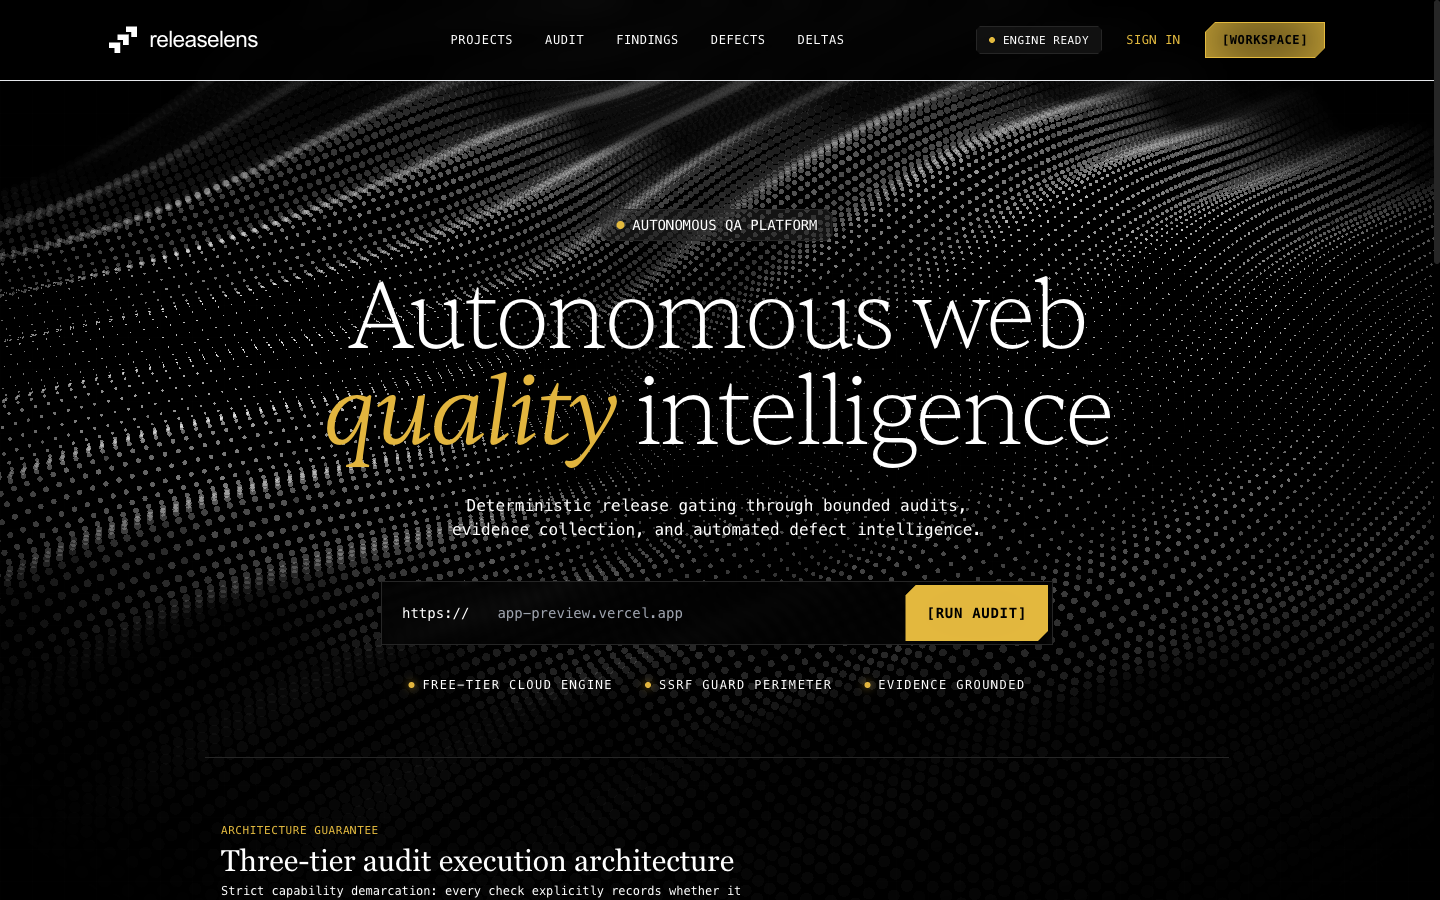 releaselens
PROJECTS AUDIT FINDINGS DEFECTS DELTAS
ENGINE READY
SIGN IN
[WORKSPACE]
AUTONOMOUS QA PLATFORM
Autonomous web
quality intelligence
Deterministic release gating through bounded audits,
evidence collection, and automated defect intelligence.
https:// app-preview.vercel.app
[RUN AUDIT]
FREE-TIER CLOUD ENGINE SSRF GUARD PERIMETER EVIDENCE GROUNDED
ARCHITECTURE GUARANTEE
Three-tier audit execution architecture
Strict capability demarcation: every check explicitly records whether it